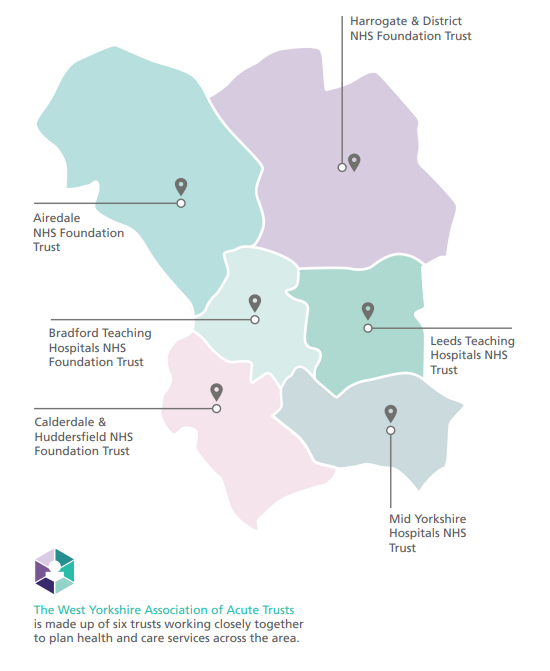 Harrogate & District
NHS Foundation Trust
Airedale
NHS Foundation
Trust
Bradford Teaching
Hospitals NHS
Foundation Trust
Leeds Teaching
Hospitals NHS
Trust
Calderdale &
Huddersfield NHS
Foundation Trust
Mid Yorkshire
Hospitals NHS
Trust
The West Yorkshire Association of Acute Trusts
is made up of six trusts working closely together
to plan health and care services across the area.